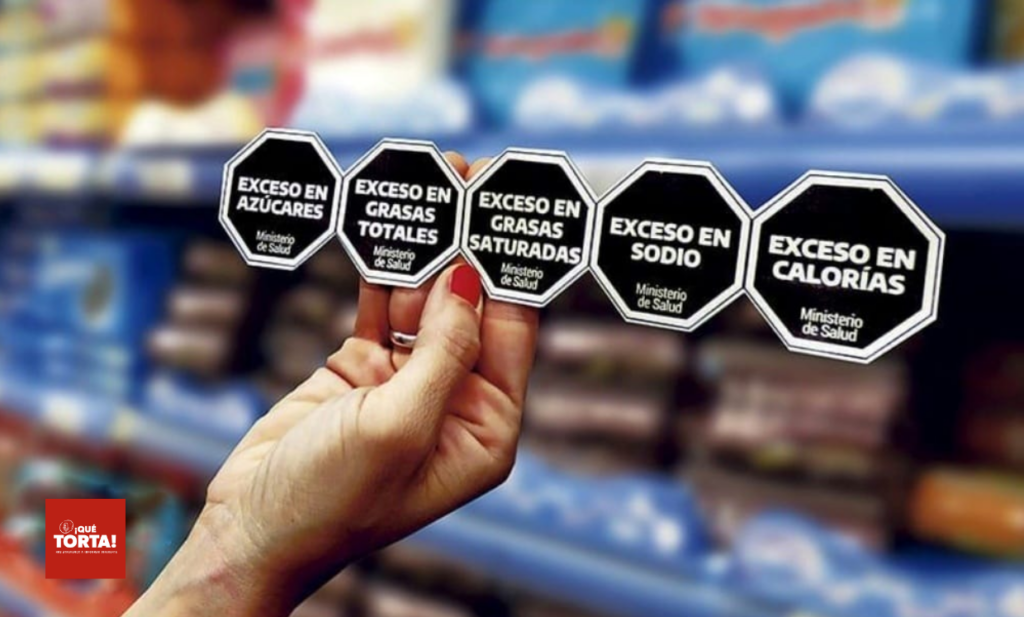 EXCESO EN
AZÚCARES
Ministerio
de Salud
EXCESO EN
GRASAS
TOTALES
Ministerio
de Salud
EXCESO EN
GRASAS
SATURADAS
Ministerio
de Salud
EXCESO EN
SODIO
Ministerio
de Salud
EXCESO EN
CALORÍAS
Ministerio
de Salud
¡QUÉ
TORTA!